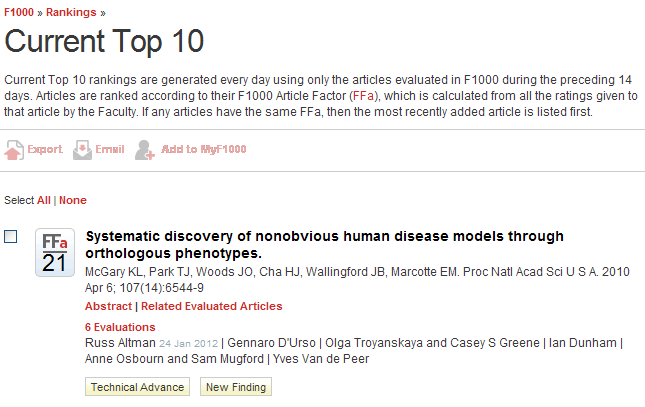 F1000 » Rankings »
Current Top 10
Current Top 10 rankings are generated every day using only the articles evaluated in F1000 during the preceding 14
days. Articles are ranked according to their F1000 Article Factor (FFa), which is calculated from all the ratings given to
that article by the Faculty. If any articles have the same FFa, then the most recently added article is listed first.
Export Email Add to MyF1000
Select All | None
FFa
21
Systematic discovery of nonobvious human disease models through
orthologous phenotypes.
McGary KL, Park TJ, Woods JO, Cha HJ, Wallingford JB, Marcotte EM. Proc Natl Acad Sci U S A. 2010
Apr 6; 107(14):6544-9
Abstract | Related Evaluated Articles
6 Evaluations
Russ Altman 24 Jan 2012 | Gennaro D'Urso | Olga Troyanskaya and Casey S Greene | Ian Dunham |
Anne Osbourn and Sam Mugford | Yves Van de Peer
Technical Advance New Finding